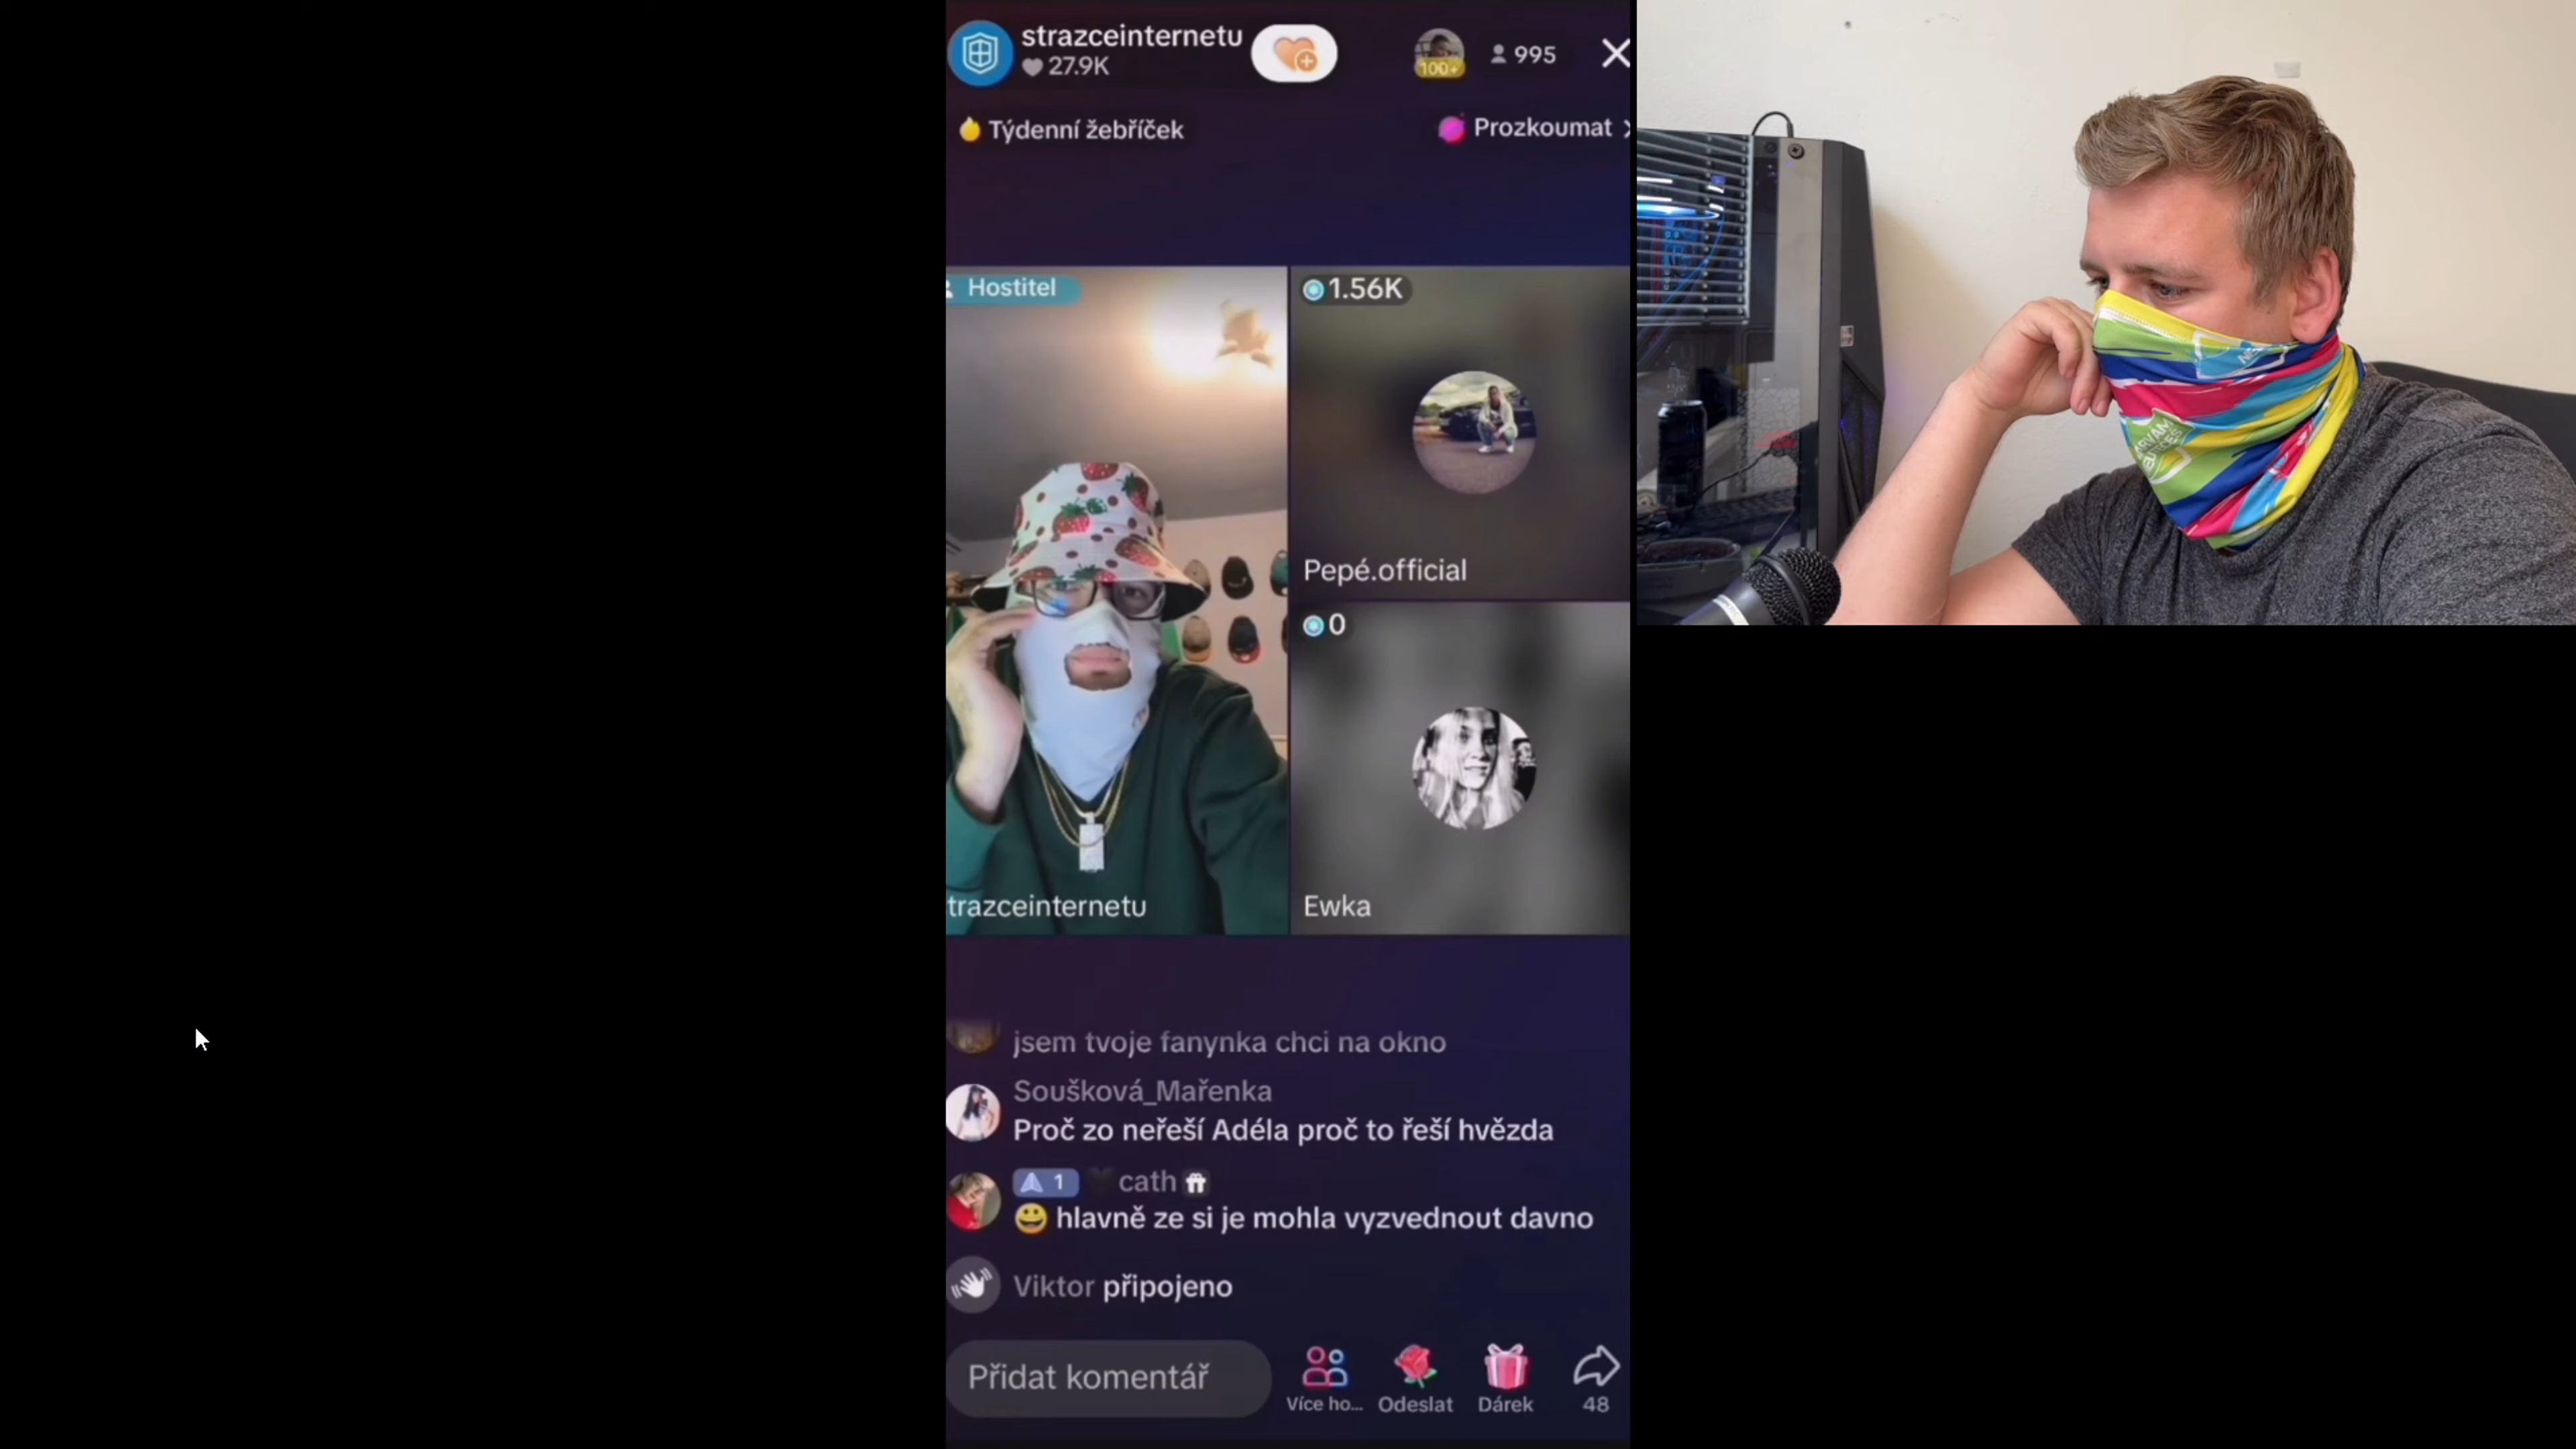 strazceinternetu
27.9K
100+
995
Týdenní žebříček
Prozkoumat
Hostitel
1.56K
Pepé.official
0
trazceinternetu
Ewka
jsem tvoje fanynka chci na okno
Soušková_Mařenka
Proč zo neřeší Adéla proč to řeší hvězda
1 cath
😀 hlavně ze si je mohla vyzvednout davno
Viktor připojeno
Přidat komentář
Více ho...
Odeslat
Dárek
48